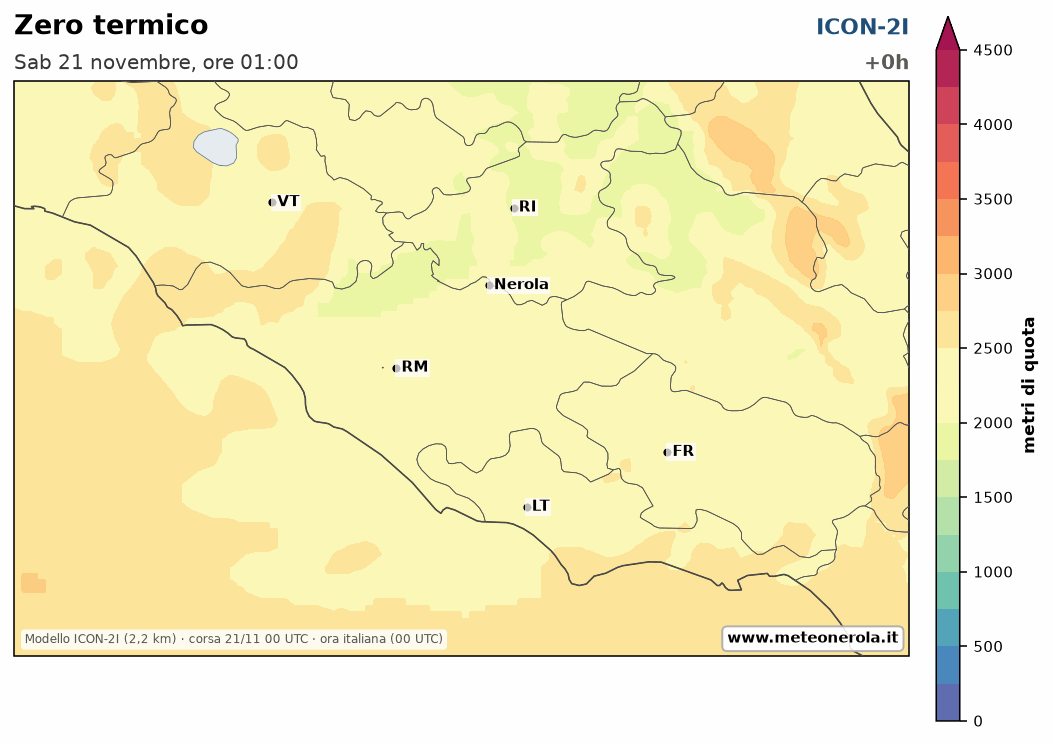 Zero termico
ICON-2I
Sab 21 novembre, ore 01:00
+0h
4500
4000
3500
3000
2500
2000
1500
1000
500
0
metri di quota
VT
RI
Nerola
RM
FR
LT
Modello ICON-2I (2,2 km) · corsa 21/11 00 UTC · ora italiana (00 UTC)
www.meteonerola.it